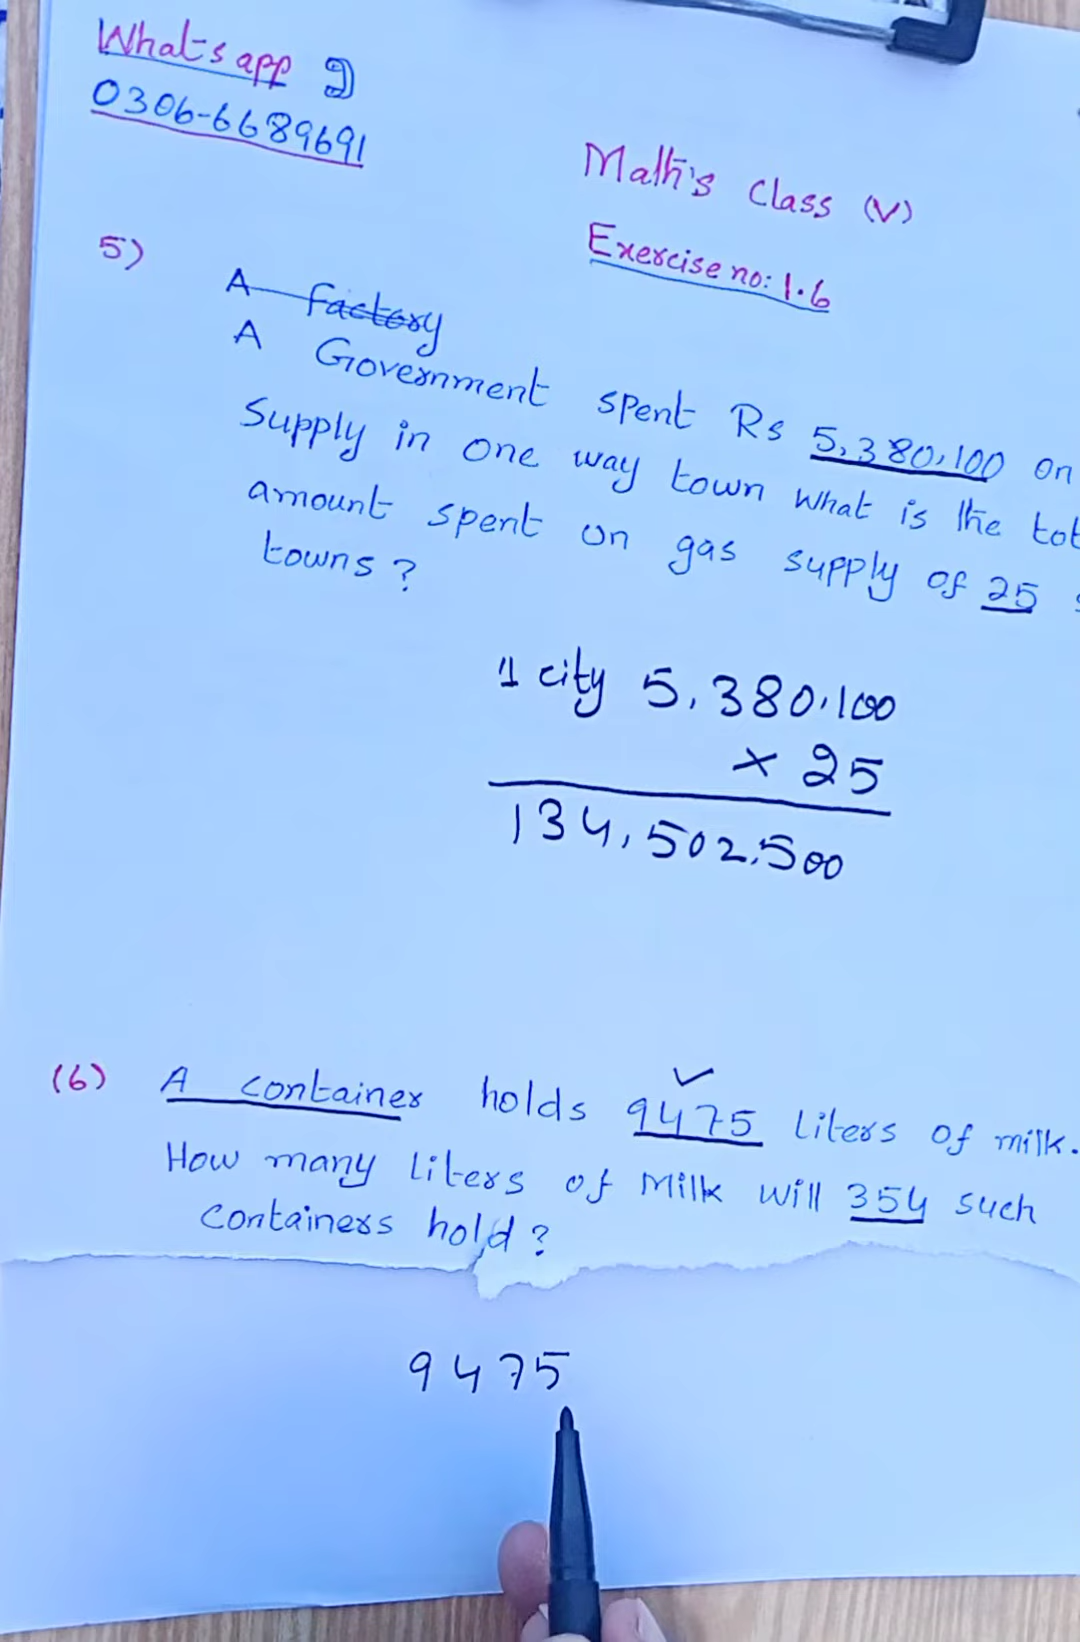 Whatsapp
0306-6689691
Math's Class (V)
Exercise no: 1.6
5)
A factory
A Government spent Rs 5,380,100 on
Supply in one way town what is the tot
amount spent on gas supply of 25 s
towns?
1 city 5,380,100
× 25
134,502,500
(6) A container holds 9475 liters of milk.
How many liters of Milk will 354 such
containers hold?
9475